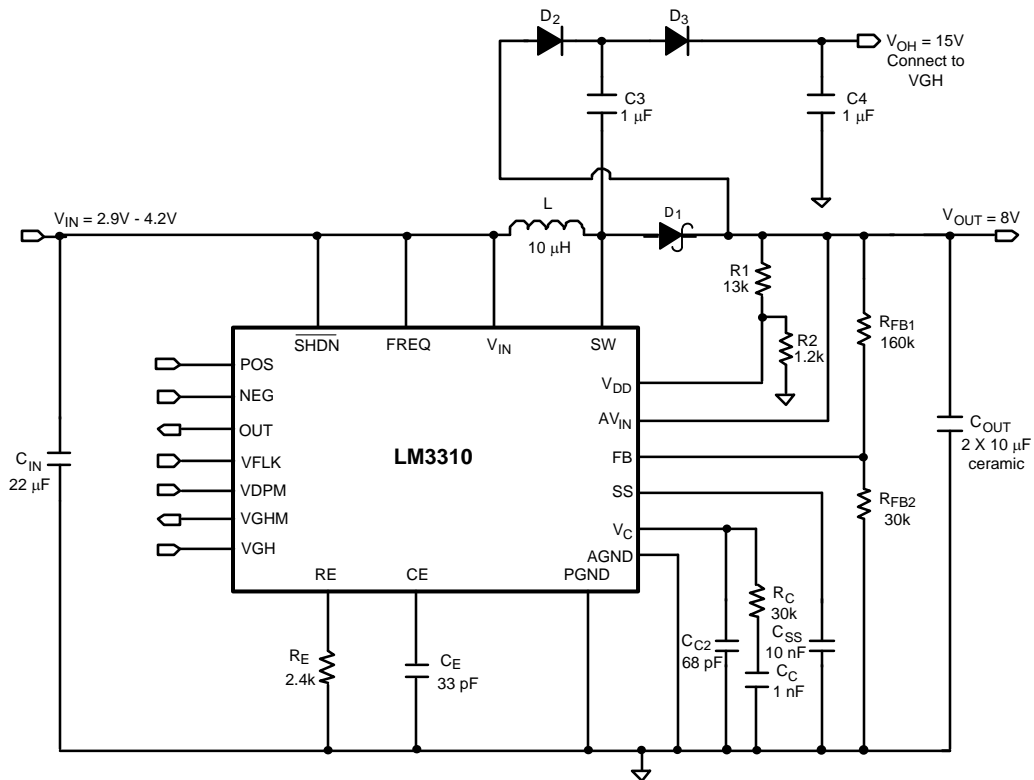 D2
D3
VOH = 15V
Connect to
VGH
C3
1 μF
C4
1 μF
VIN = 2.9V - 4.2V
L
10 μH
D1
VOUT = 8V
R1
13k
R2
1.2k
RFB1
160k
SHDN
FREQ
VIN
SW
POS
NEG
OUT
VFLK
VDPM
VGHM
VGH
LM3310
VDD
AVIN
FB
SS
VC
AGND
RE
CE
PGND
CIN
22 μF
COUT
2 X 10 μF
ceramic
RFB2
30k
RC
30k
CC2
68 pF
CSS
10 nF
CC
1 nF
RE
2.4k
CE
33 pF